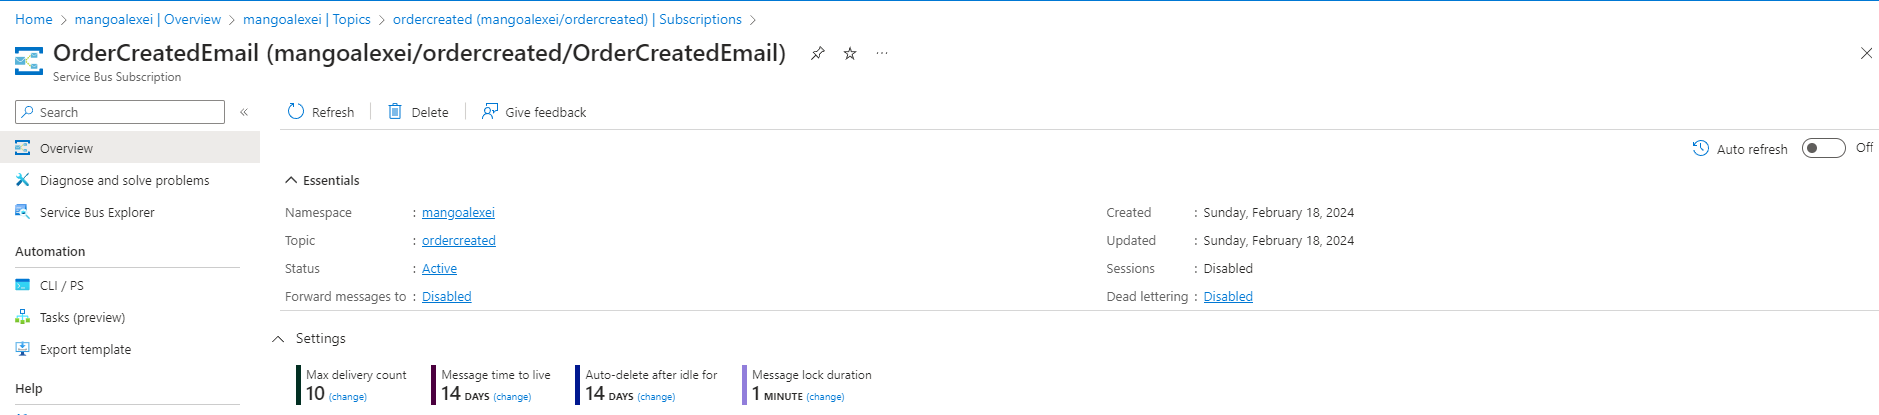 Home > mangoalexei | Overview > mangoalexei | Topics > ordercreated (mangoalexei/ordercreated) | Subscriptions >
OrderCreatedEmail (mangoalexei/ordercreated/OrderCreatedEmail) ...
Service Bus Subscription
Search «
Refresh Delete Give feedback
Overview
Auto refresh Off
Diagnose and solve problems
Service Bus Explorer
Automation
CLI / PS
Tasks (preview)
Export template
Help
Essentials
Namespace : mangoalexei
Topic : ordercreated
Status : Active
Forward messages to : Disabled
Created : Sunday, February 18, 2024
Updated : Sunday, February 18, 2024
Sessions : Disabled
Dead lettering : Disabled
Settings
Max delivery count
10 (change)
Message time to live
14 DAYS (change)
Auto-delete after idle for
14 DAYS (change)
Message lock duration
1 MINUTE (change)